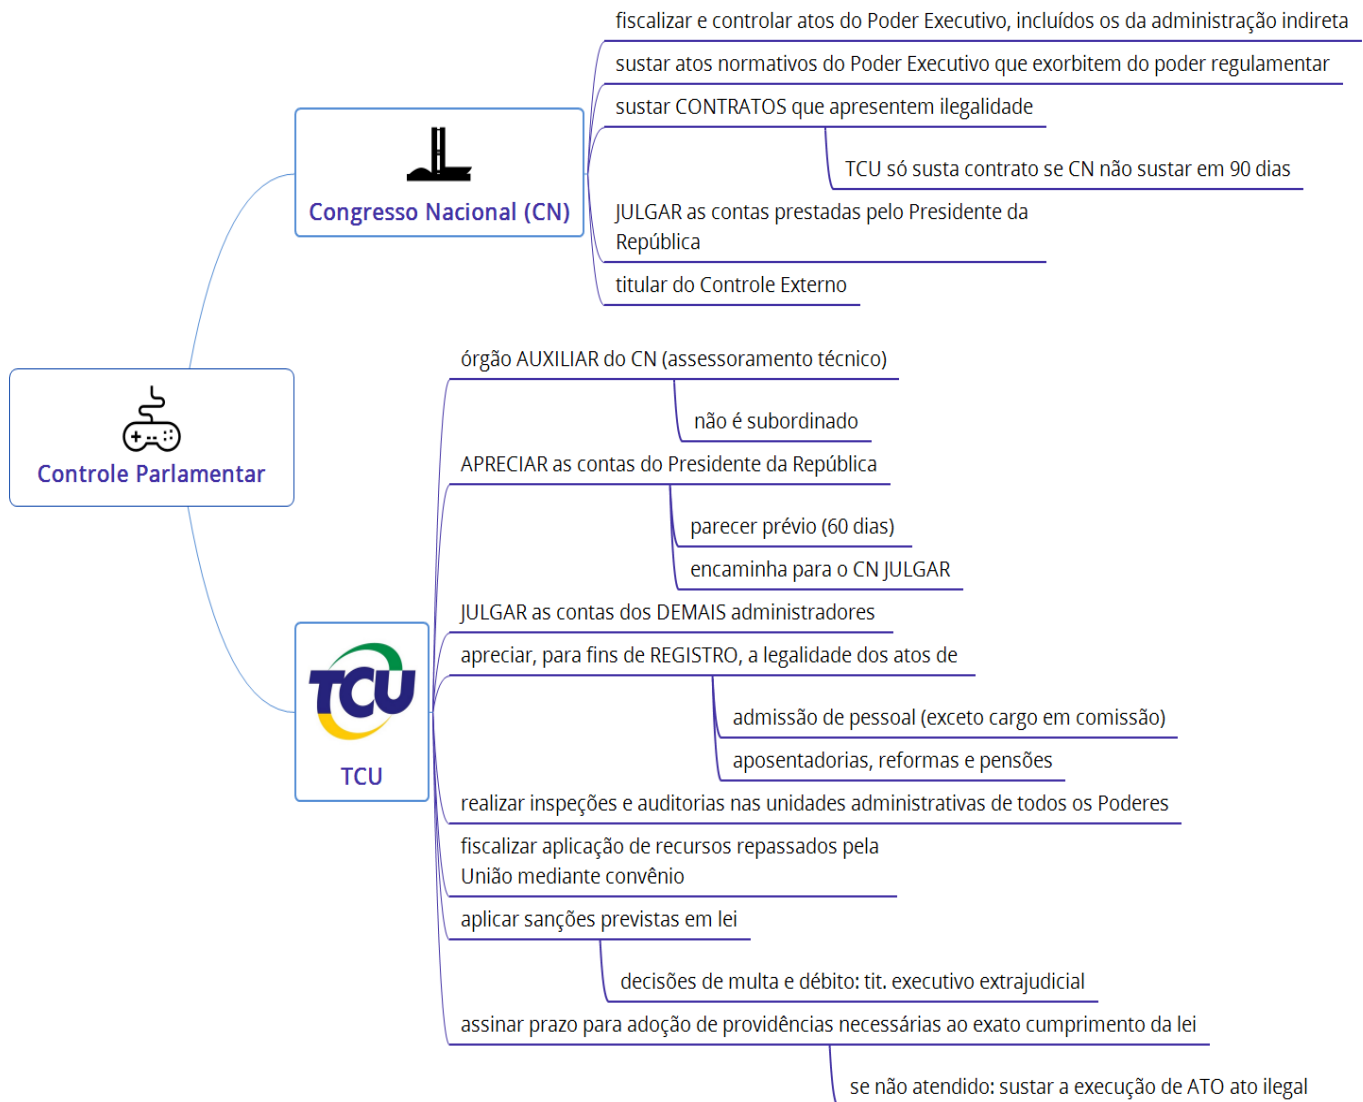 fiscalizar e controlar atos do Poder Executivo, incluídos os da administração indireta
sustar atos normativos do Poder Executivo que exorbitem do poder regulamentar
sustar CONTRATOS que apresentem ilegalidade
TCU só susta contrato se CN não sustar em 90 dias
Congresso Nacional (CN)
JULGAR as contas prestadas pelo Presidente da
República
titular do Controle Externo
órgão AUXILIAR do CN (assessoramento técnico)
não é subordinado
Controle Parlamentar
APRECIAR as contas do Presidente da República
parecer prévio (60 dias)
encaminha para o CN JULGAR
JULGAR as contas dos DEMAIS administradores
apreciar, para fins de REGISTRO, a legalidade dos atos de
TCU
admissão de pessoal (exceto cargo em comissão)
aposentadorias, reformas e pensões
TCU
realizar inspeções e auditorias nas unidades administrativas de todos os Poderes
fiscalizar aplicação de recursos repassados pela
União mediante convênio
aplicar sanções previstas em lei
decisões de multa e débito: tit. executivo extrajudicial
assinar prazo para adoção de providências necessárias ao exato cumprimento da lei
se não atendido: sustar a execução de ATO ato ilegal